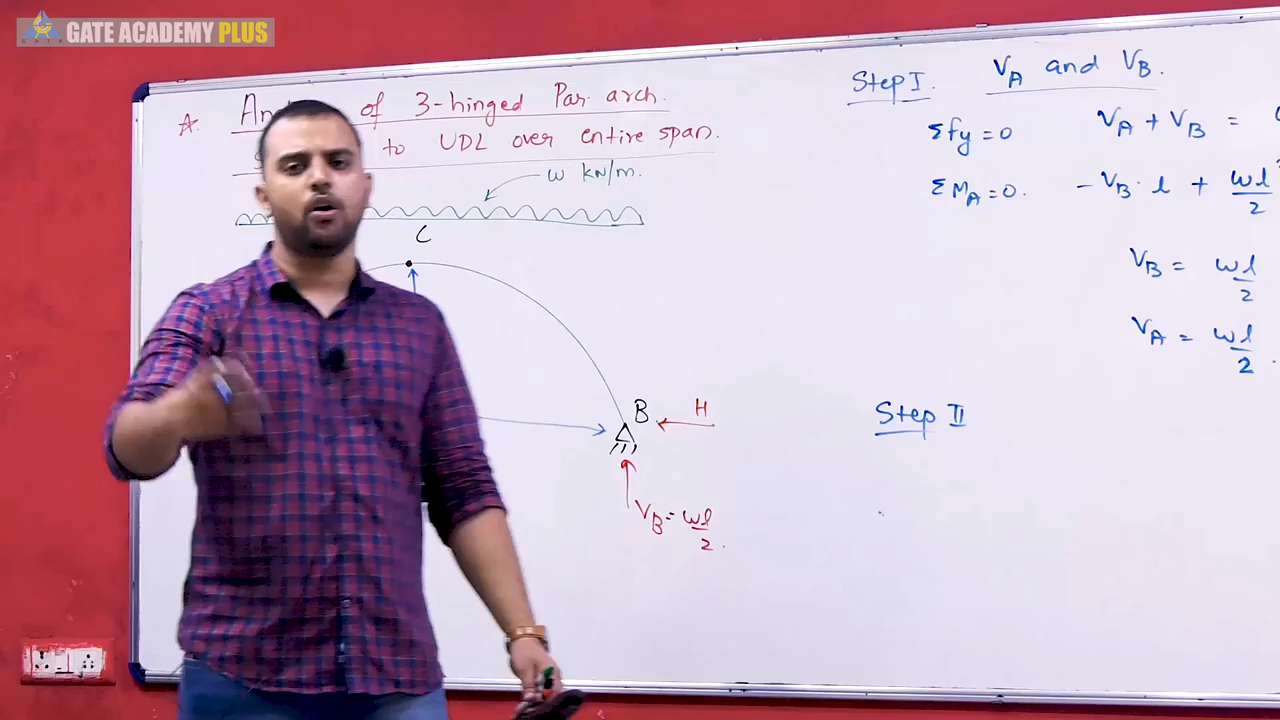 GATE ACADEMY PLUS
GATE
A. of 3-hinged Par. arch.
to UDL over entire span.
w kN/m.
C
B
H
VB = wl/2.
Step I. VA and VB.
Σfy = 0 VA + VB =
ΣMA = 0. - VB. l + wl/2
VB = wl/2
VA = wl/2.
Step II